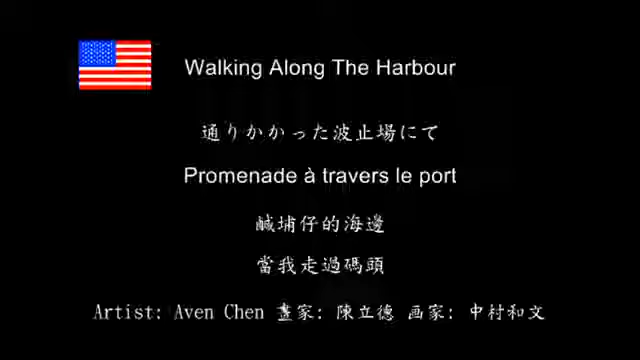 Walking Along The Harbour
通りかかった波止場にて
Promenade à travers le port
鹹埔仔的海邊
當我走過碼頭
Artist: Aven Chen 畫家: 陳立德 画家: 中村和文